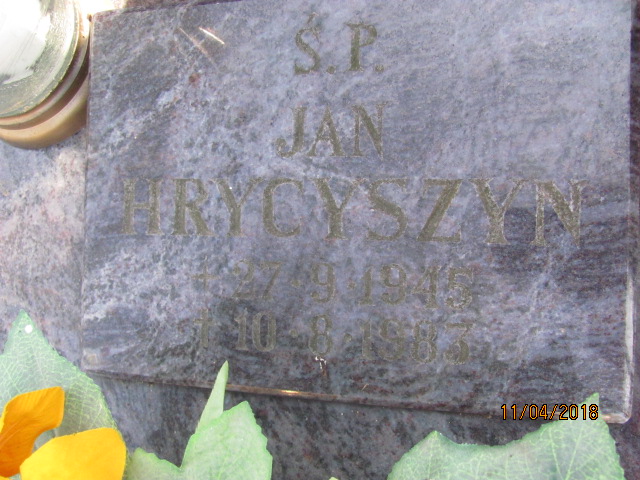 Ś.P.
JAN
HRYCYSZYN
* 27·9·1945
† 10·8·1983
11/04/2018